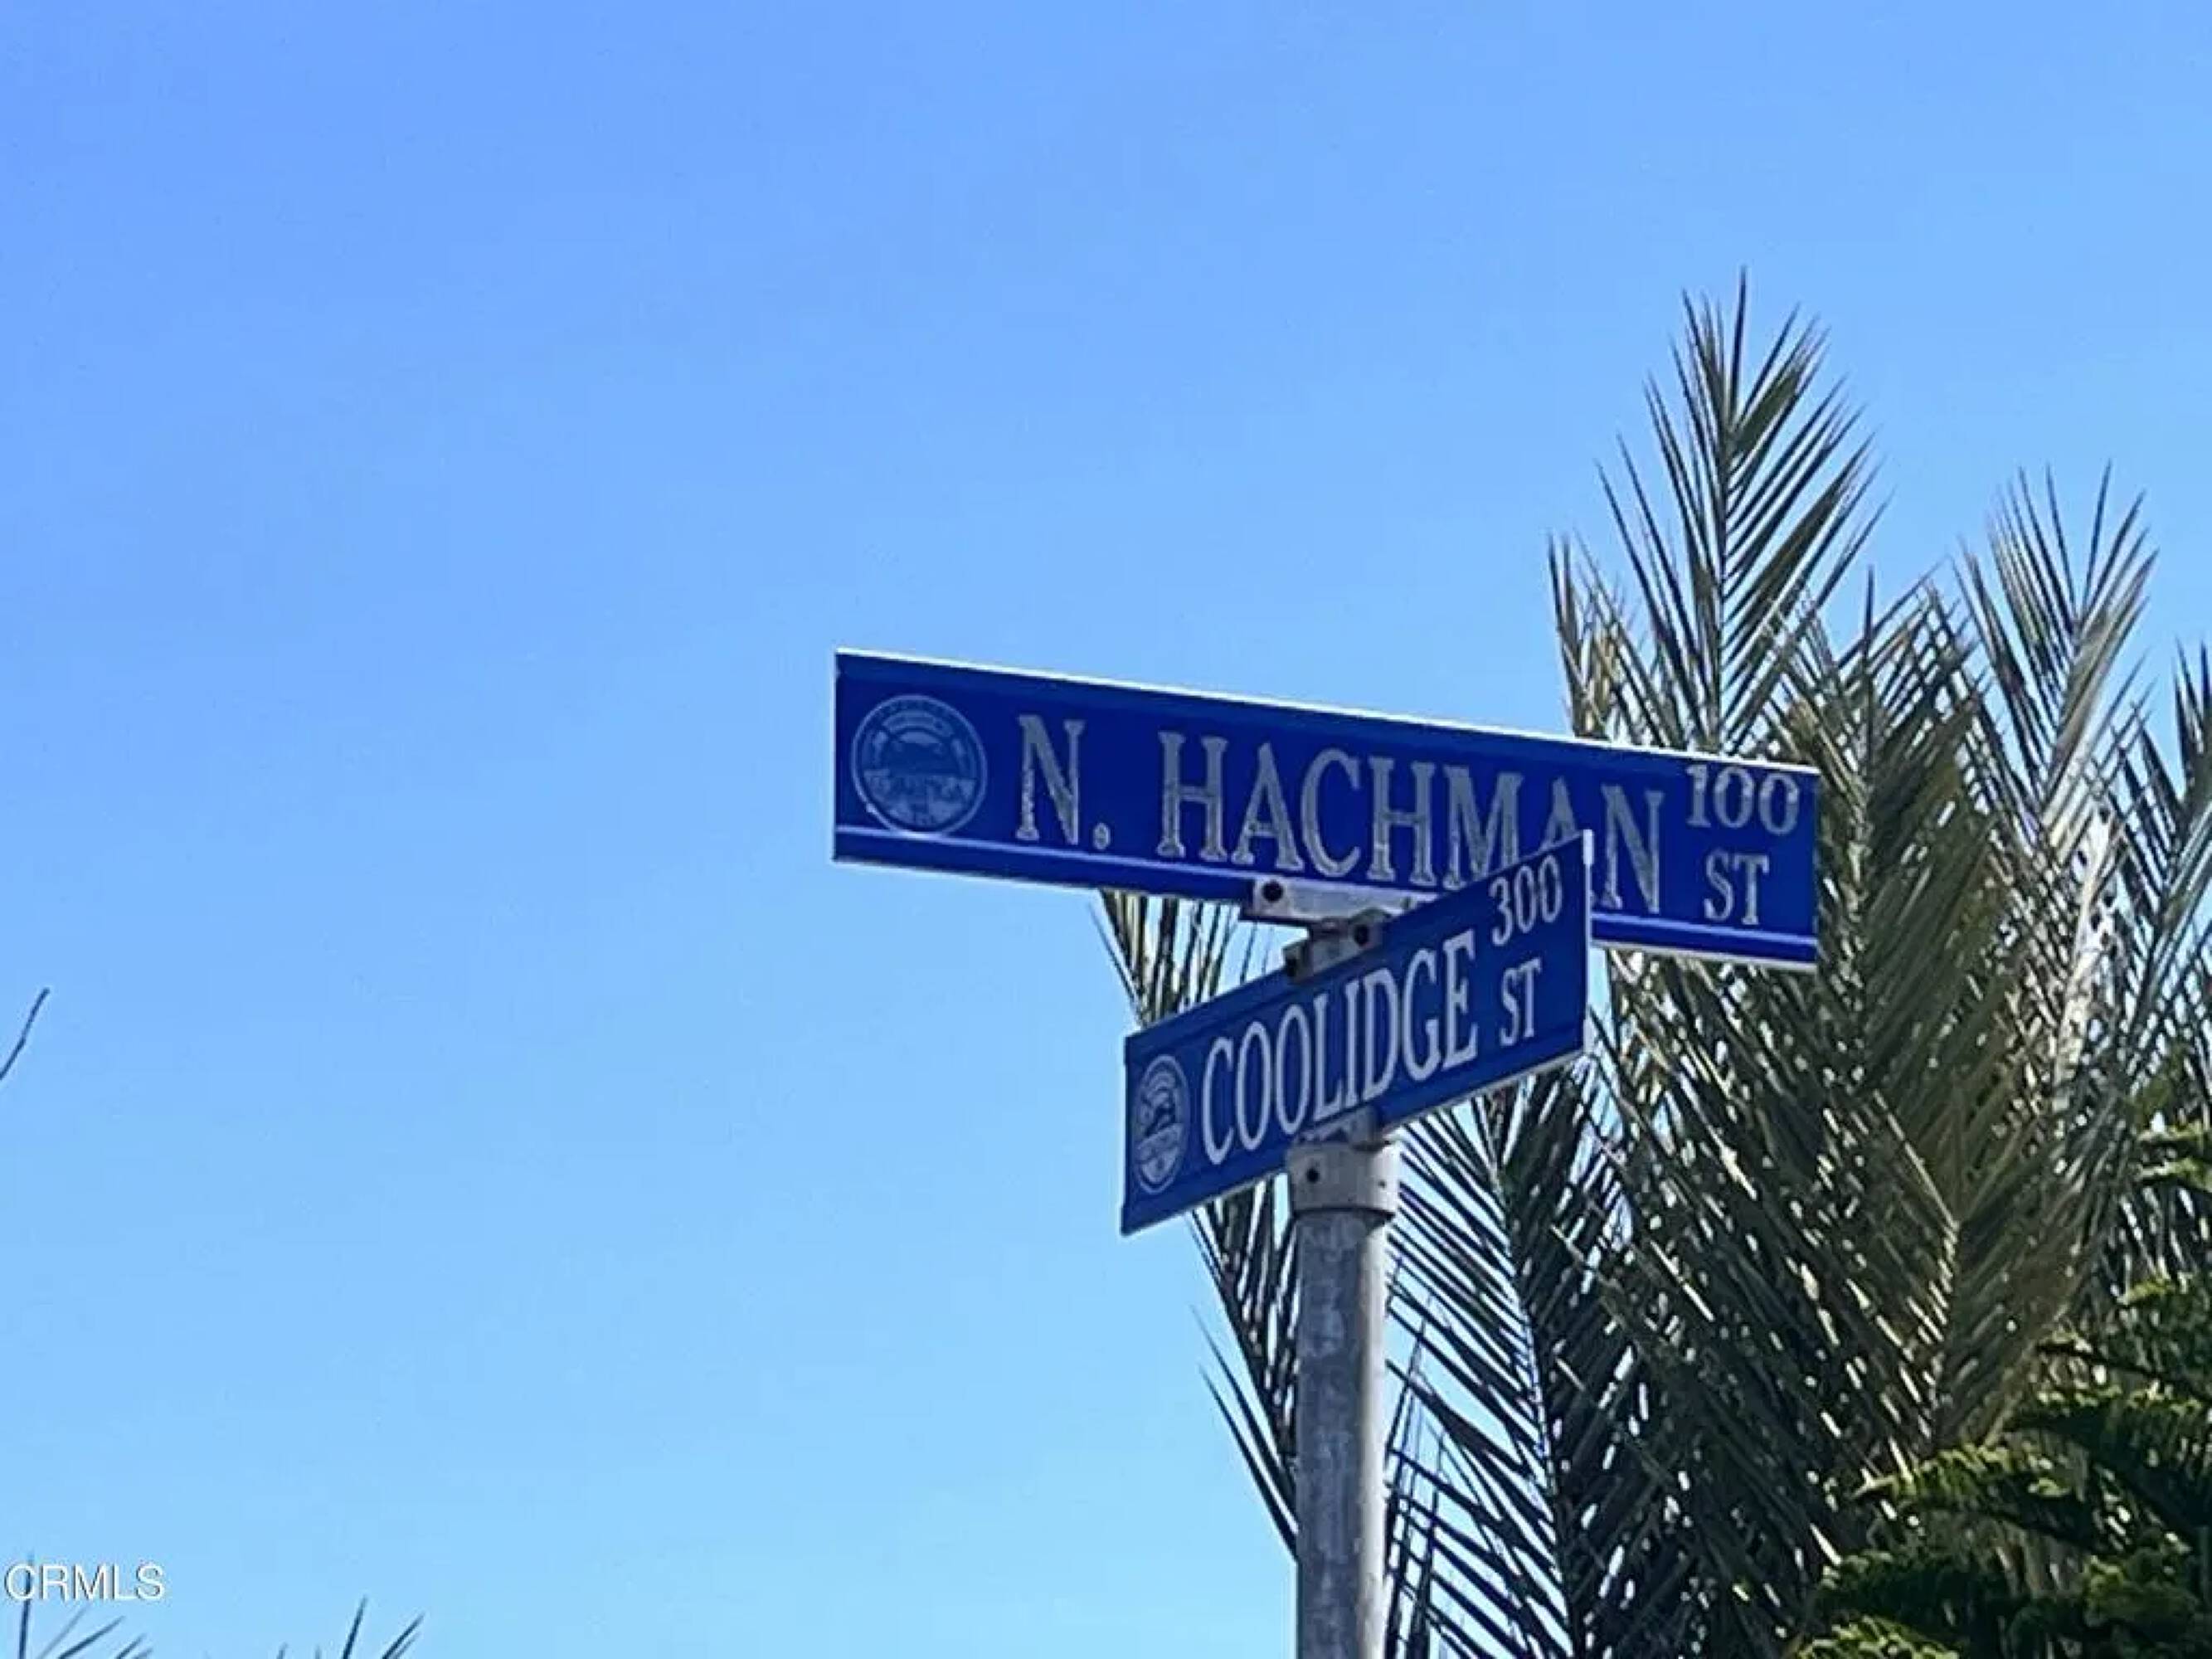 N. HACHMAN ST 100
COOLIDGE ST 300
CRMLS